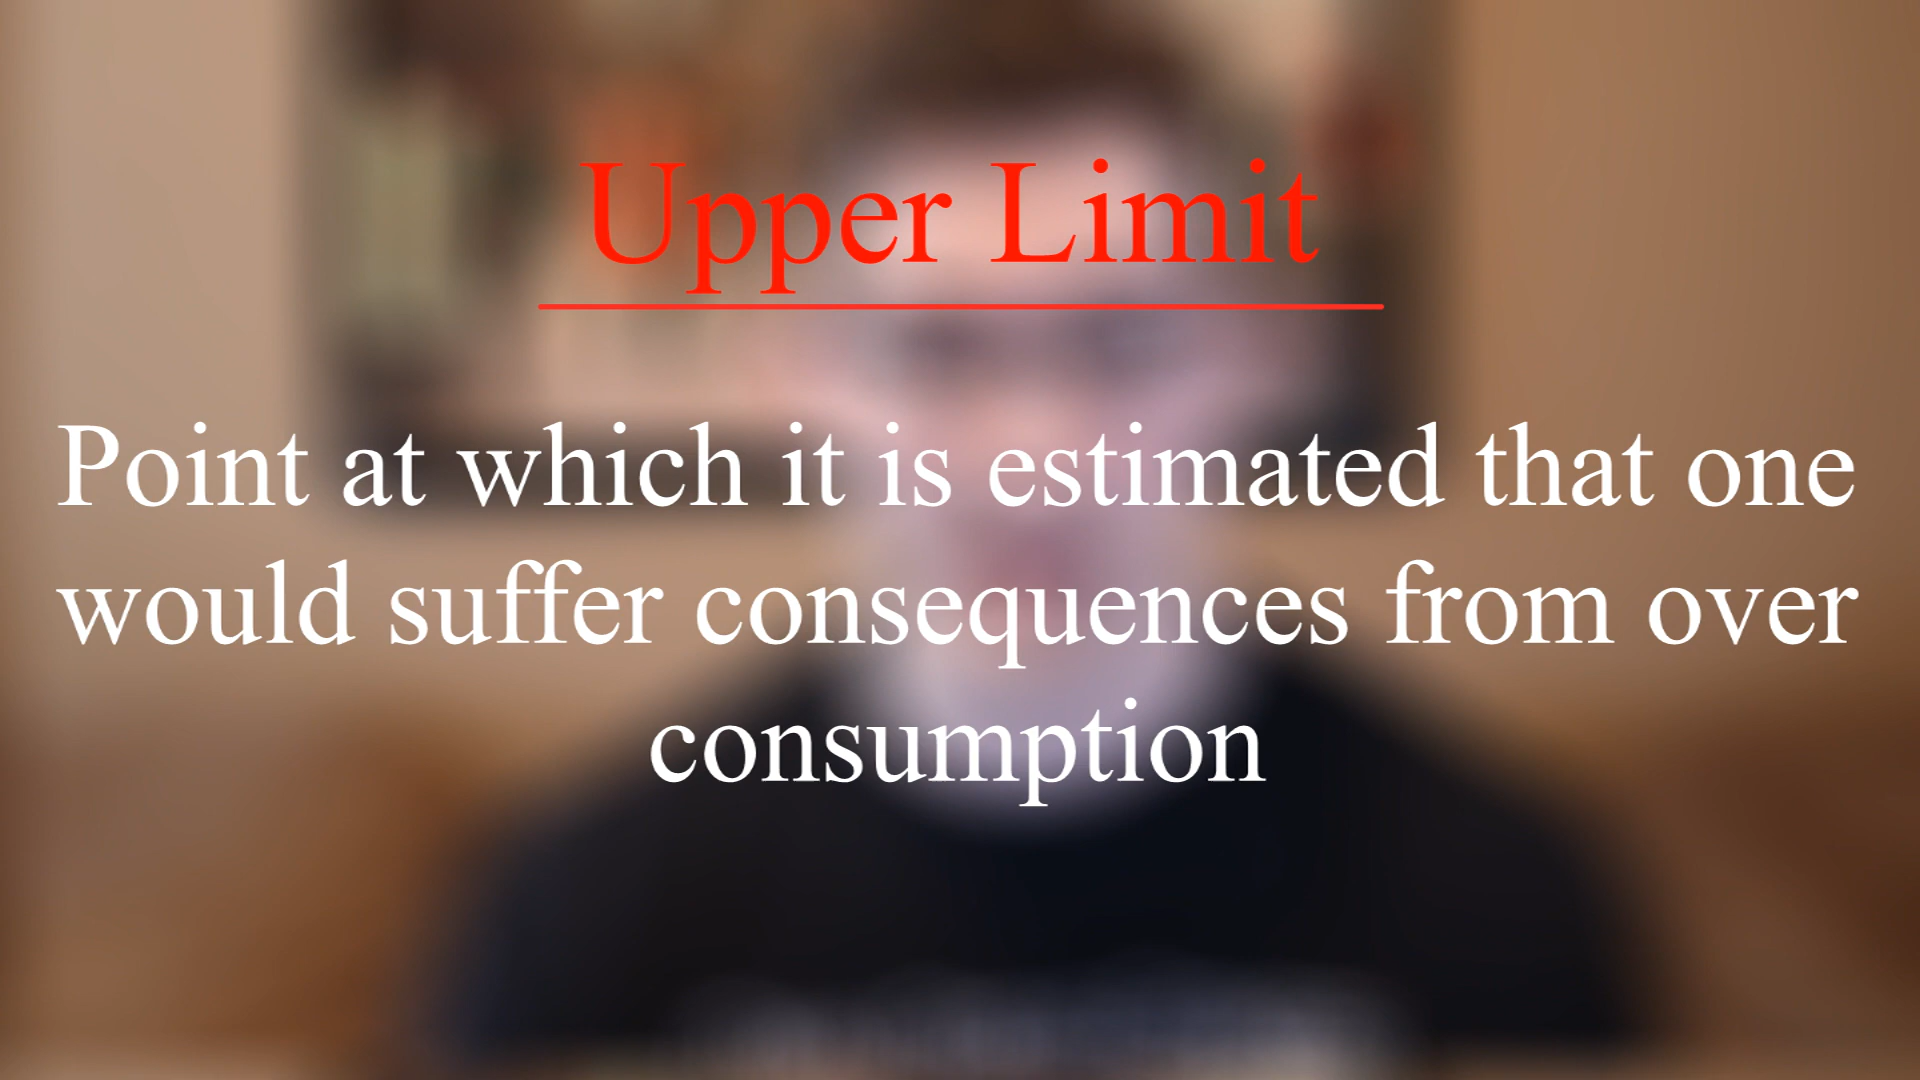 Upper Limit
Point at which it is estimated that one
would suffer consequences from over
consumption